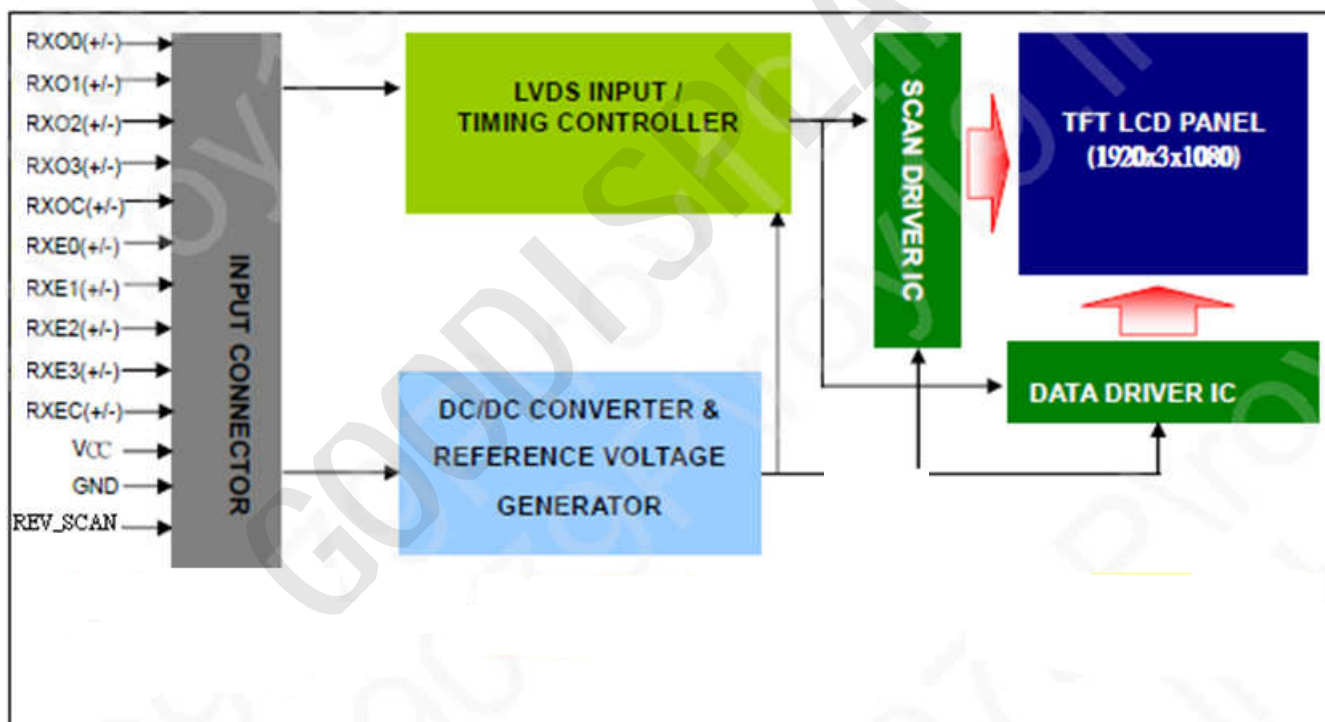 RXO0(+/-)
RXO1(+/-)
RXO2(+/-)
RXO3(+/-)
RXOC(+/-)
RXE0(+/-)
RXE1(+/-)
RXE2(+/-)
RXE3(+/-)
RXEC(+/-)
VCC
GND
REV_SCAN
INPUT CONNECTOR
LVDS INPUT /
TIMING CONTROLLER
DC/DC CONVERTER &
REFERENCE VOLTAGE
GENERATOR
SCAN DRIVER IC
TFT LCD PANEL
(1920x3x1080)
DATA DRIVER IC